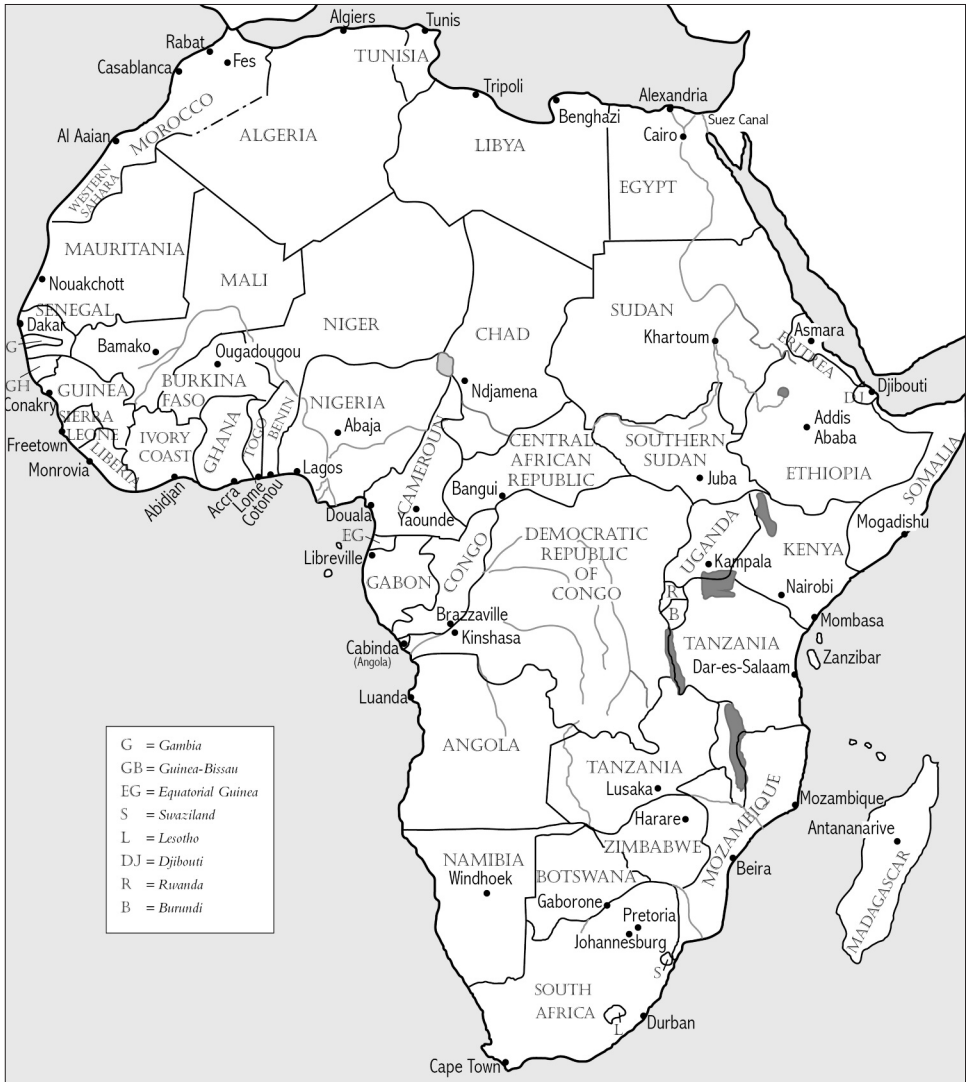 Algiers
Tunis
Rabat
Fes
TUNISIA
Casablanca
Tripoli
Alexandria
Benghazi
Suez Canal
MOROCCO
Al Aaian
ALGERIA
LIBYA
Cairo
WESTERN
SAHARA
EGYPT
MAURITANIA
Nouakchott
MALI
SENEGAL
Dakar
NIGER
CHAD
SUDAN
Khartoum
Asmara
ERITREA
G
Bamako
Ougadougou
GH
GUINEA
BURKINA
FASO
Ndjamena
DJ
Djibouti
Conakry
SIERRA
LEONE
Freetown
LIBERIA
Monrovia
IVORY
COAST
GHANA
TOGO
BENIN
NIGERIA
Abaja
CAMEROUN
CENTRAL
AFRICAN
REPUBLIC
SOUTHERN
SUDAN
Addis
Ababa
ETHIOPIA
SOMALIA
Abidjan
Accra
Lome
Cotonou
Lagos
Douala
Yaounde
Bangui
Juba
EG
Libreville
GABON
CONGO
DEMOCRATIC
REPUBLIC
OF
CONGO
UGANDA
Kampala
KENYA
Mogadishu
Nairobi
R
B
Brazzaville
Kinshasa
Cabinda
(Angola)
Mombasa
TANZANIA
Zanzibar
Dar-es-Salaam
Luanda
ANGOLA
TANZANIA
Lusaka
MOZAMBIQUE
Mozambique
Harare
ZIMBABWE
Antananarive
MADAGASCAR
NAMIBIA
Windhoek
BOTSWANA
Beira
Gaborone
Pretoria
Johannesburg
S
SOUTH
AFRICA
L
Durban
Cape Town
G = Gambia
GB = Guinea-Bissau
EG = Equatorial Guinea
S = Swaziland
L = Lesotho
DJ = Djibouti
R = Rwanda
B = Burundi